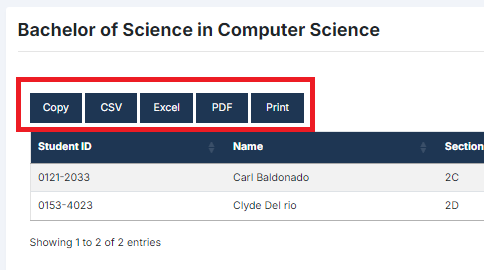 Bachelor of Science in Computer Science
Copy CSV Excel PDF Print
Student ID Name Section
0121-2033 Carl Baldonado 2C
0153-4023 Clyde Del rio 2D
Showing 1 to 2 of 2 entries